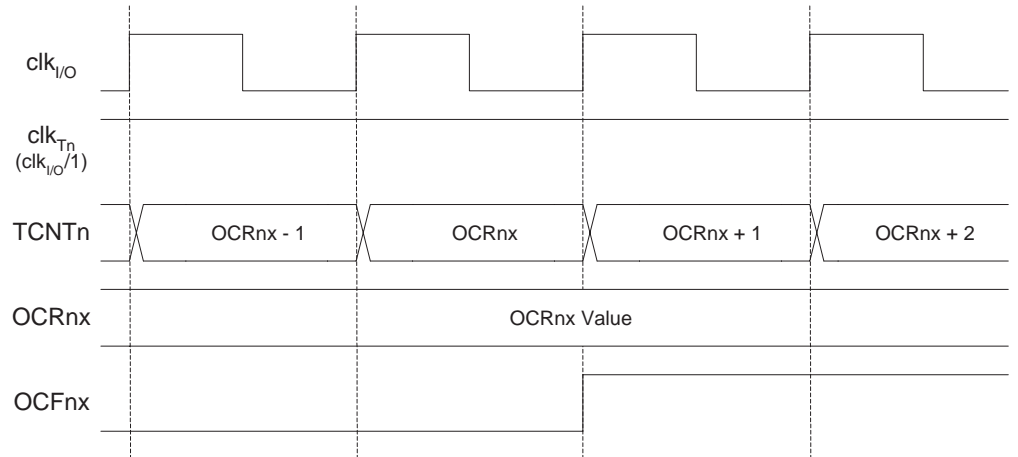 clkI/O
clkTn
(clkI/O/1)
TCNTn
OCRnx - 1
OCRnx
OCRnx + 1
OCRnx + 2
OCRnx
OCRnx Value
OCFnx